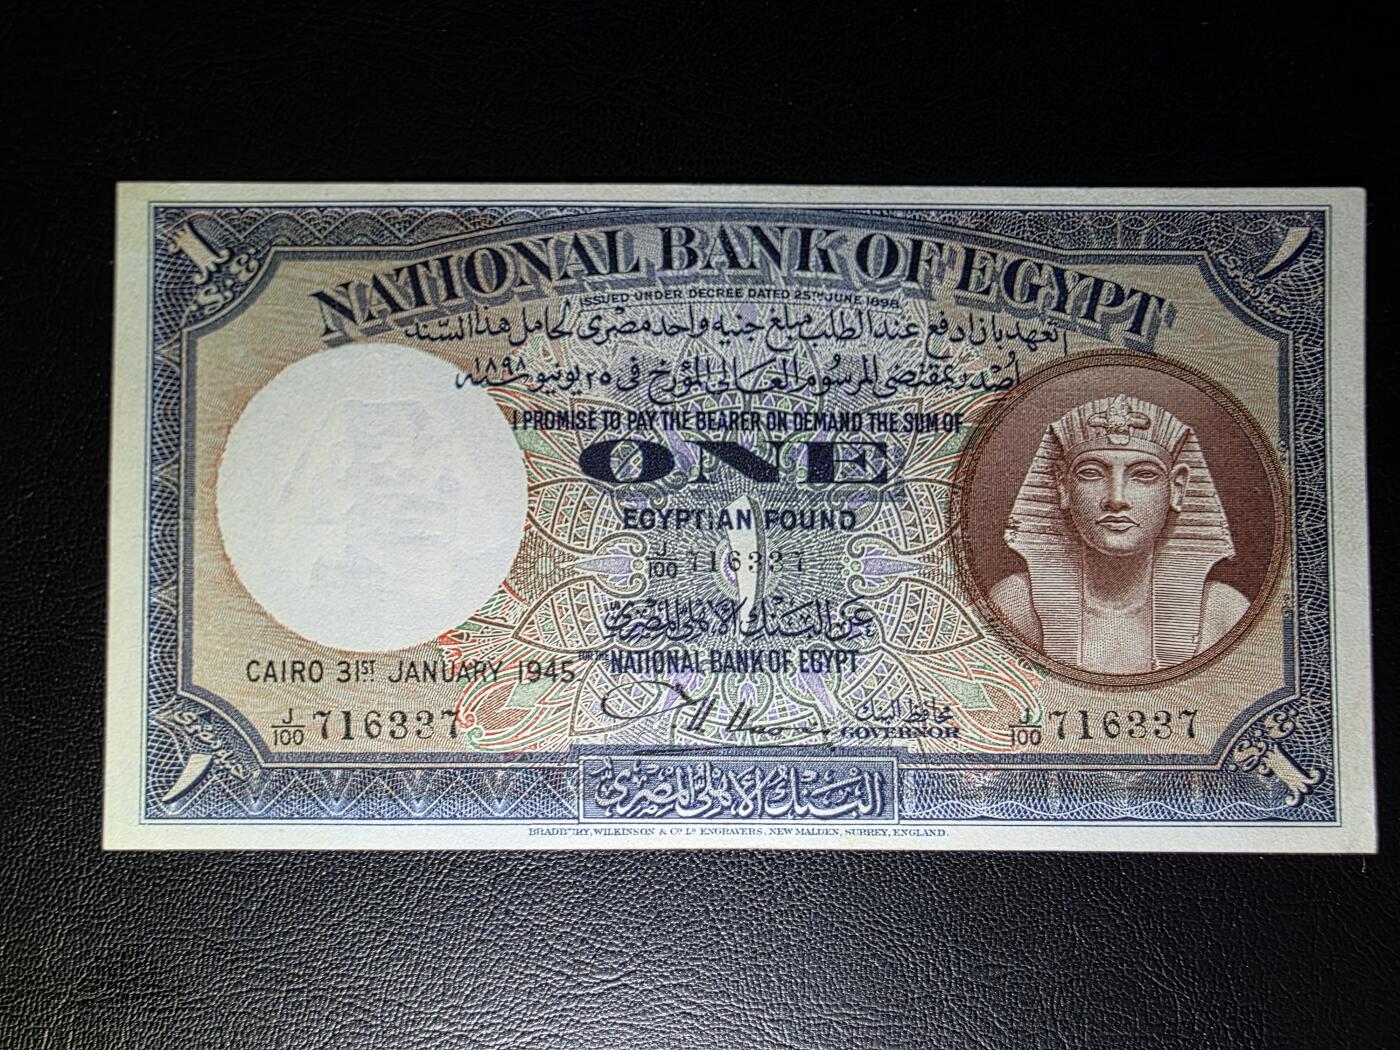 NATIONAL BANK OF EGYPT
ISSUED UNDER DECREE DATED 25TH JUNE 1898.
أتعهد بان ادفع عند الطلب مبلغ جنيه واحد مصرى لحامل هذا السند
أصدر بمقتضى المرسوم العالى المؤرخ فى ٢٥ يونيو سنة ١٨٩٨
I PROMISE TO PAY THE BEARER ON DEMAND THE SUM OF
ONE
EGYPTIAN POUND
J/100 716337
عن البنك الأهلى المصرى
FOR THE NATIONAL BANK OF EGYPT
CAIRO 31ST JANUARY 1945.
محافظ البنك
GOVERNOR
J/100 716337
J/100 716337
البنك الأهلى المصرى
BRADBURY, WILKINSON & Co. Ld. ENGRAVERS, NEW MALDEN, SURREY, ENGLAND.